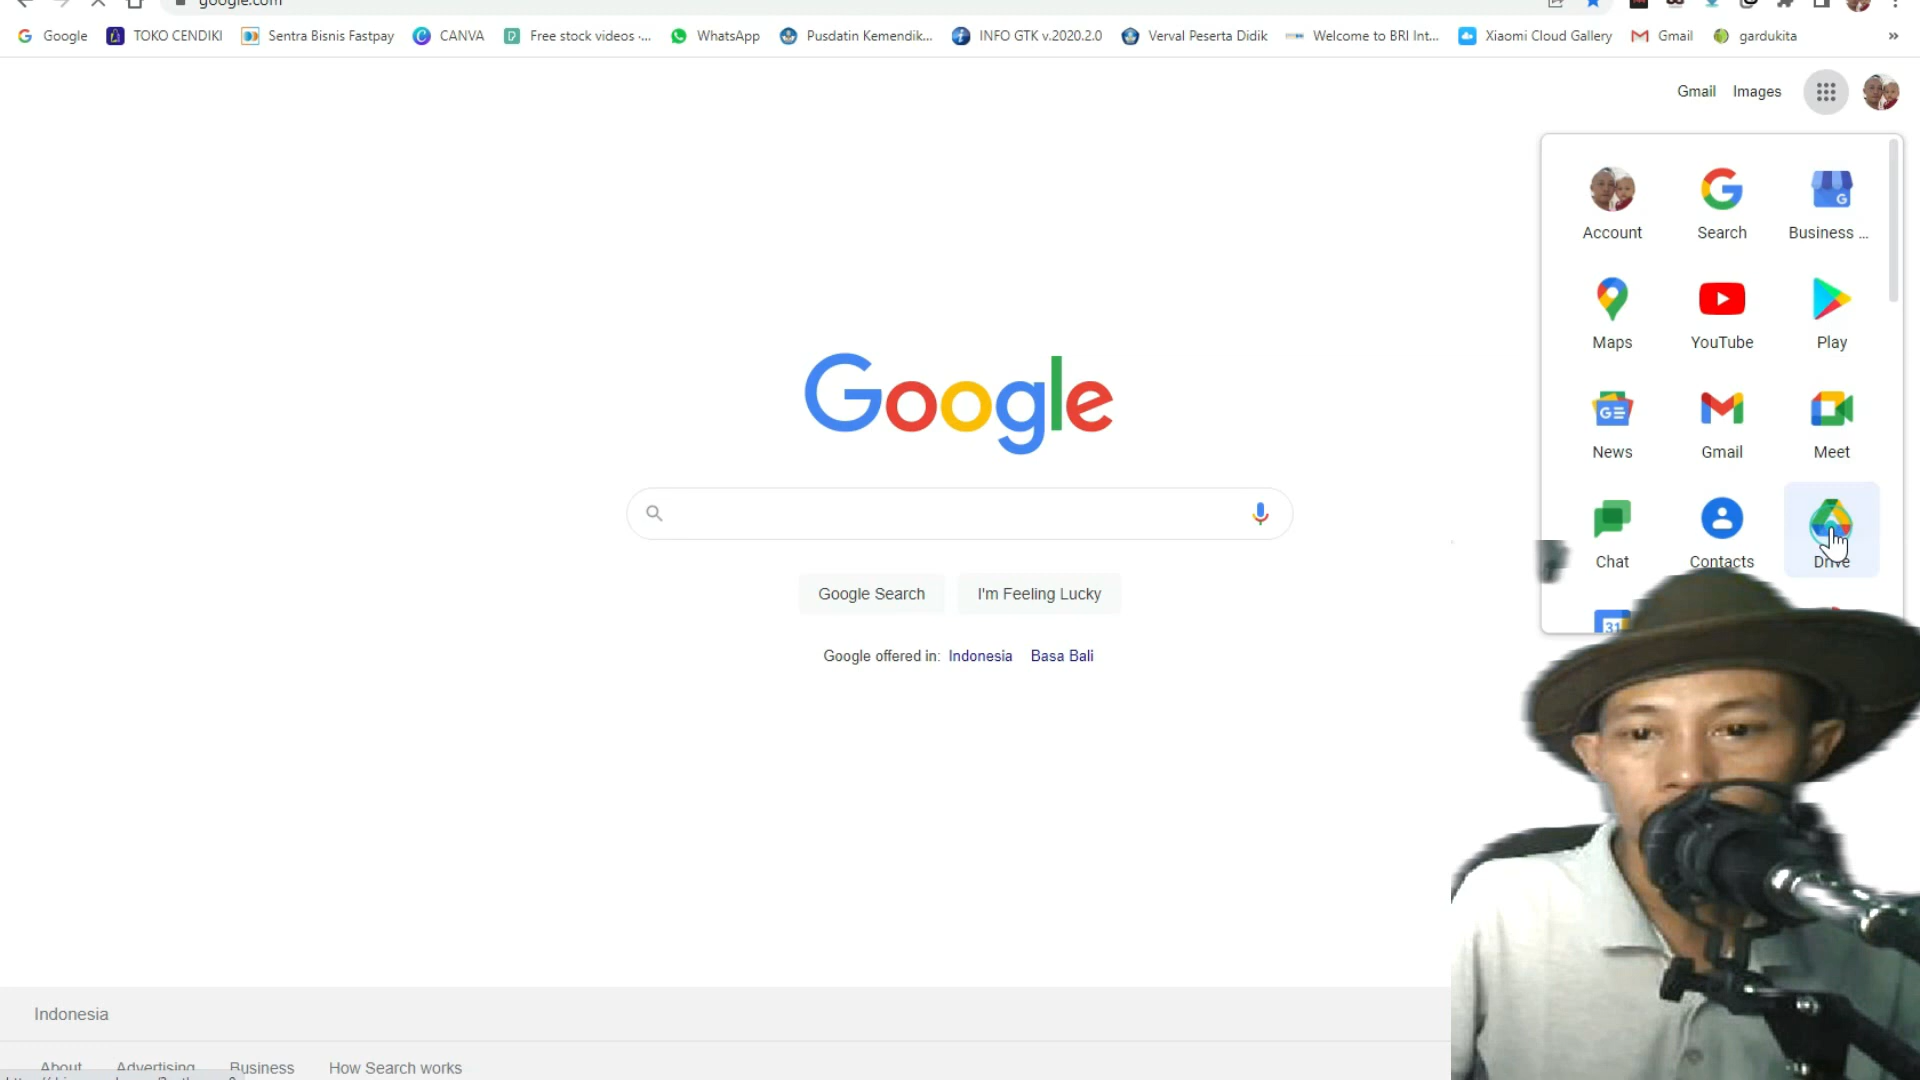 google.com
Google TOKO CENDIKI Sentra Bisnis Fastpay CANVA Free stock videos -... WhatsApp Pusdatin Kemendik... INFO GTK v.2020.2.0 Verval Peserta Didik Welcome to BRI Int... Xiaomi Cloud Gallery Gmail gardukita »
Gmail Images
Account Search Business ...
Maps YouTube Play
News Gmail Meet
Chat Contacts Drive
31
Google
Google Search I'm Feeling Lucky
Google offered in: Indonesia Basa Bali
Indonesia
About Advertising Business How Search works